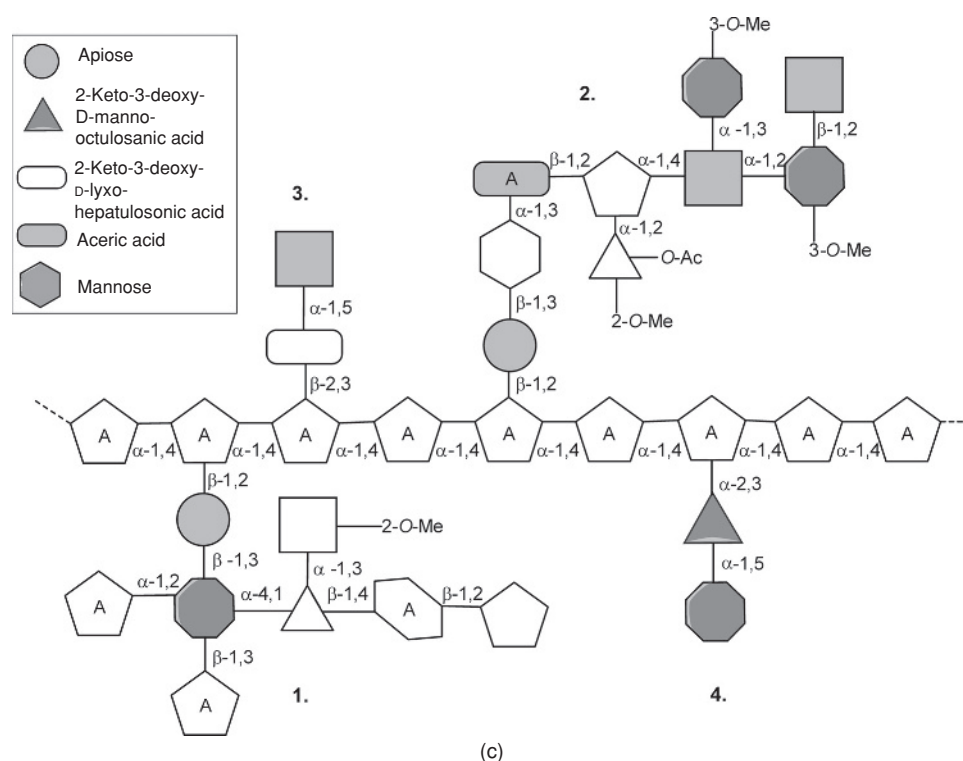 Apiose
2-Keto-3-deoxy-
D-manno-
octulosanic acid
2-Keto-3-deoxy-
D-lyxo-
hepatulosonic acid
Aceric acid
Mannose
3-O-Me
2.
α -1,3
β-1,2
β-1,2
α-1,4
α-1,2
A
3.
α-1,3
α-1,2
3-O-Me
O-Ac
α-1,5
β-1,3
2-O-Me
β-2,3
β-1,2
A
A
A
A
A
A
A
A
A
α-1,4
α-1,4
α-1,4
α-1,4
α-1,4
α-1,4
α-1,4
α-1,4
β-1,2
α-2,3
2-O-Me
β -1,3
α -1,3
α-1,5
α-1,2
α-4,1
β-1,4
β-1,2
A
A
β-1,3
A
1.
4.
(c)